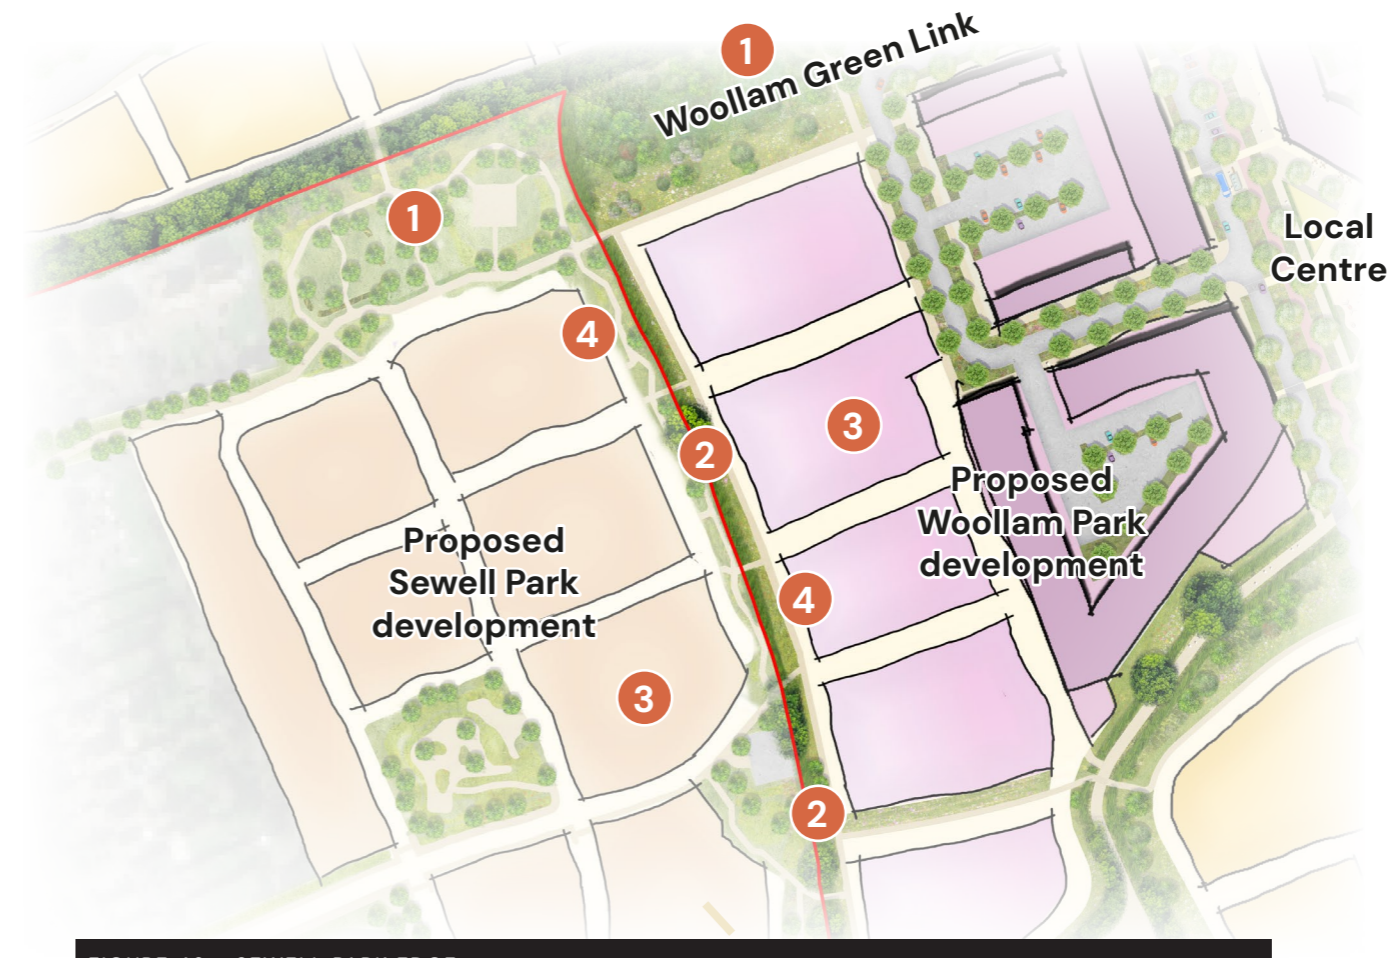 1
Woollam Green Link
1
Local
Centre
4
3
2
Proposed
Woollam Park
development
Proposed
Sewell Park
development
4
3
2